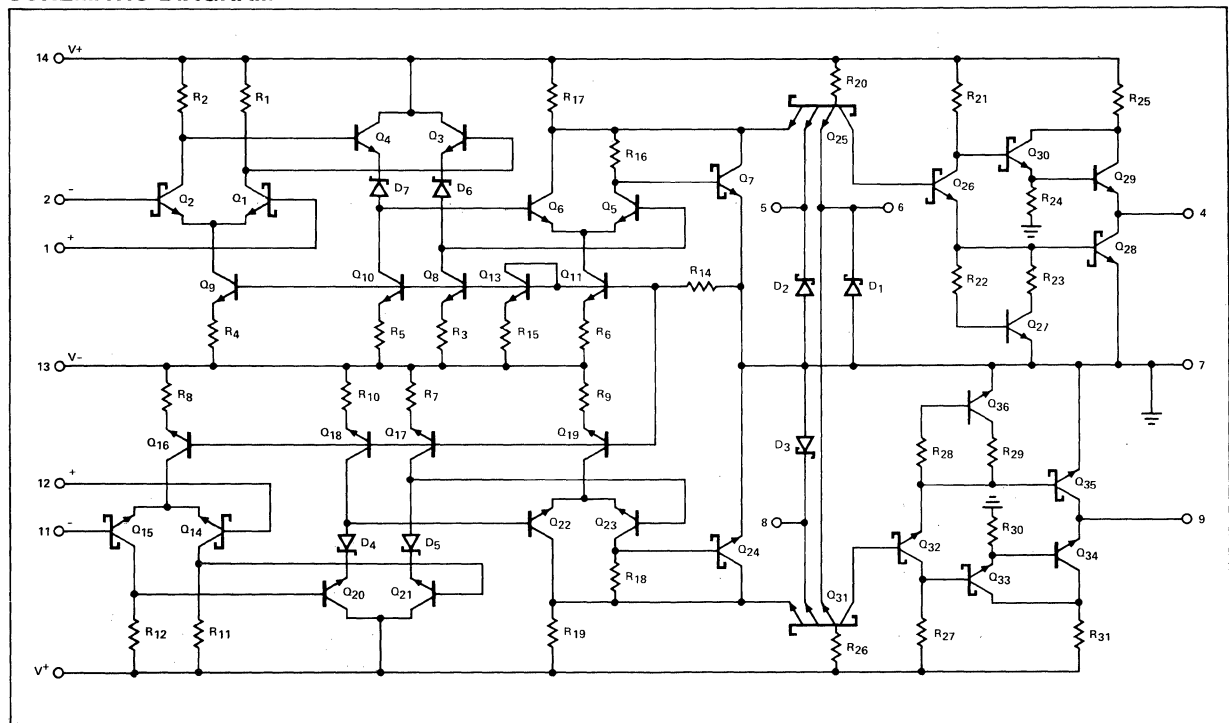 14 V+
R2
R1
R17
R20
R21
R25
Q4
Q3
Q25
Q30
R16
Q7
D7
D6
Q26
Q29
2 -
Q2
Q1
Q6
Q5
5
6
R24
4
1 +
Q28
Q9
Q10
Q8
Q13
Q11
R14
D2
D1
R22
R23
R4
R5
R3
R15
R6
Q27
13 V-
7
R8
R10
R7
R9
Q36
Q16
Q18
Q17
Q19
D3
R28
R29
12 +
Q35
11 -
Q15
Q14
Q22
Q23
8
R30
9
D4
D5
Q24
Q32
Q34
Q20
Q21
R18
Q31
Q33
R12
R11
R19
R26
R27
R31
V+